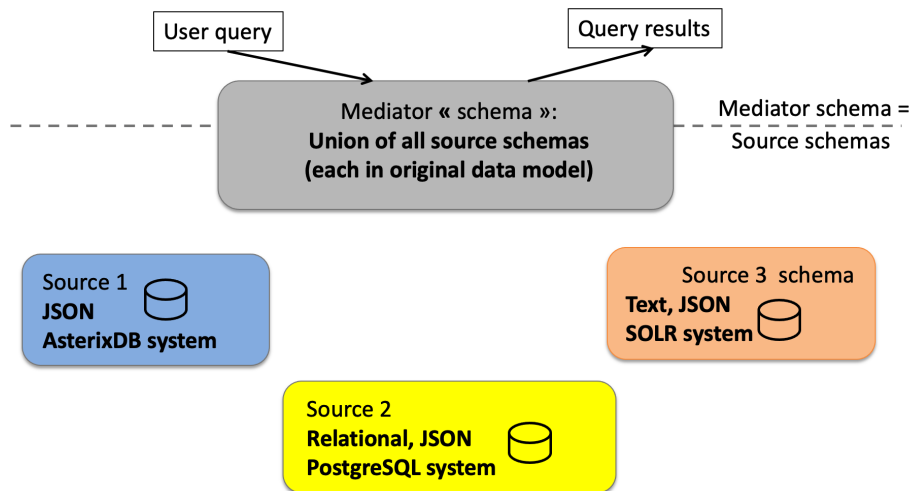 User query
Query results
Mediator « schema »:
Union of all source schemas
(each in original data model)
Mediator schema =
Source schemas
Source 1
JSON
AsterixDB system
Source 3  schema
Text, JSON
SOLR system
Source 2
Relational, JSON
PostgreSQL system